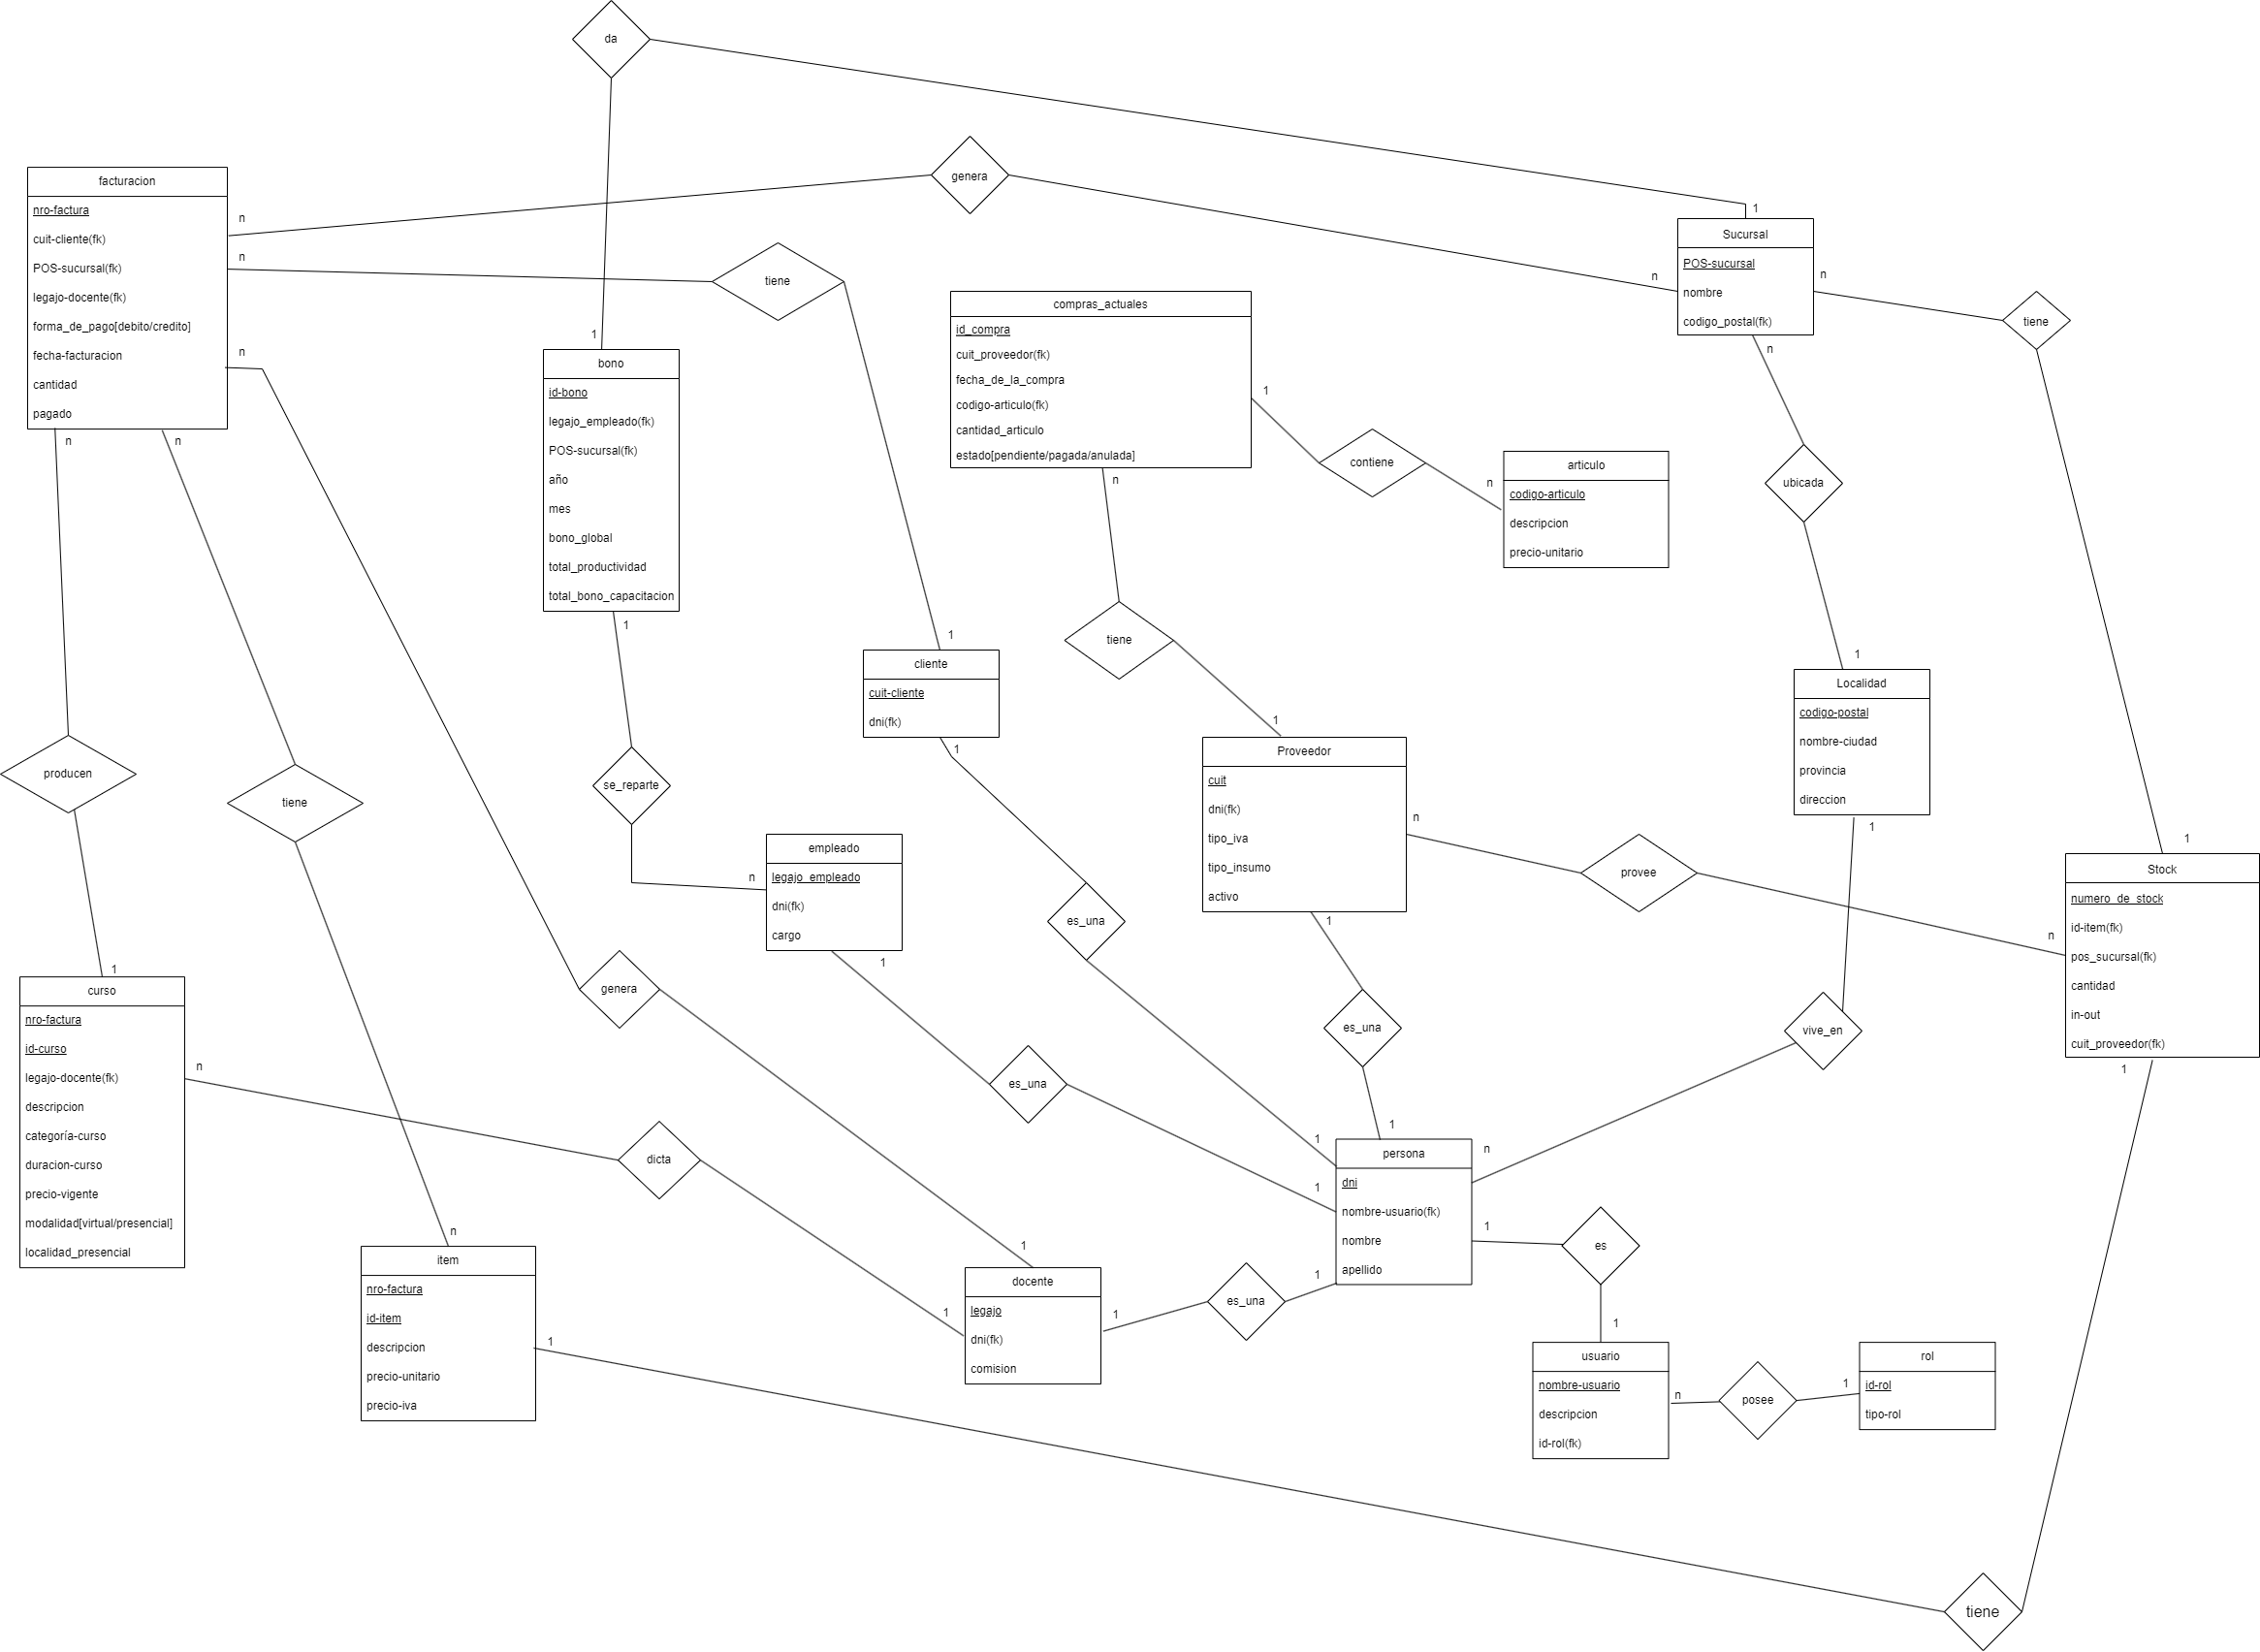 da
1
genera
facturacion
nro-factura
cuit-cliente(fk)
POS-sucursal(fk)
legajo-docente(fk)
forma_de_pago[debito/credito]
fecha-facturacion
cantidad
pagado
n
n
n
n
n
tiene
1
bono
id-bono
legajo_empleado(fk)
POS-sucursal(fk)
año
mes
bono_global
total_productividad
total_bono_capacitacion
1
compras_actuales
id_compra
cuit_proveedor(fk)
fecha_de_la_compra
codigo-articulo(fk)
cantidad_articulo
estado[pendiente/pagada/anulada]
1
n
contiene
n
articulo
codigo-articulo
descripcion
precio-unitario
Sucursal
POS-sucursal
nombre
codigo_postal(fk)
n
n
n
tiene
ubicada
1
Localidad
codigo-postal
nombre-ciudad
provincia
direccion
1
tiene
1
cliente
cuit-cliente
dni(fk)
1
1
Proveedor
cuit
dni(fk)
tipo_iva
tipo_insumo
activo
n
1
provee
n
1
Stock
numero_de_stock
id-item(fk)
pos_sucursal(fk)
cantidad
in-out
cuit_proveedor(fk)
1
producen
tiene
se_reparte
n
empleado
legajo_empleado
dni(fk)
cargo
1
es_una
es_una
es_una
vive_en
genera
1
curso
nro-factura
id-curso
legajo-docente(fk)
descripcion
categoría-curso
duracion-curso
precio-vigente
modalidad[virtual/presencial]
localidad_presencial
n
dicta
n
item
nro-factura
id-item
descripcion
precio-unitario
precio-iva
1
1
1
docente
legajo
dni(fk)
comision
1
es_una
1
1
1
1
persona
dni
nombre-usuario(fk)
nombre
apellido
n
1
es
1
usuario
nombre-usuario
descripcion
id-rol(fk)
n
posee
1
rol
id-rol
tipo-rol
tiene